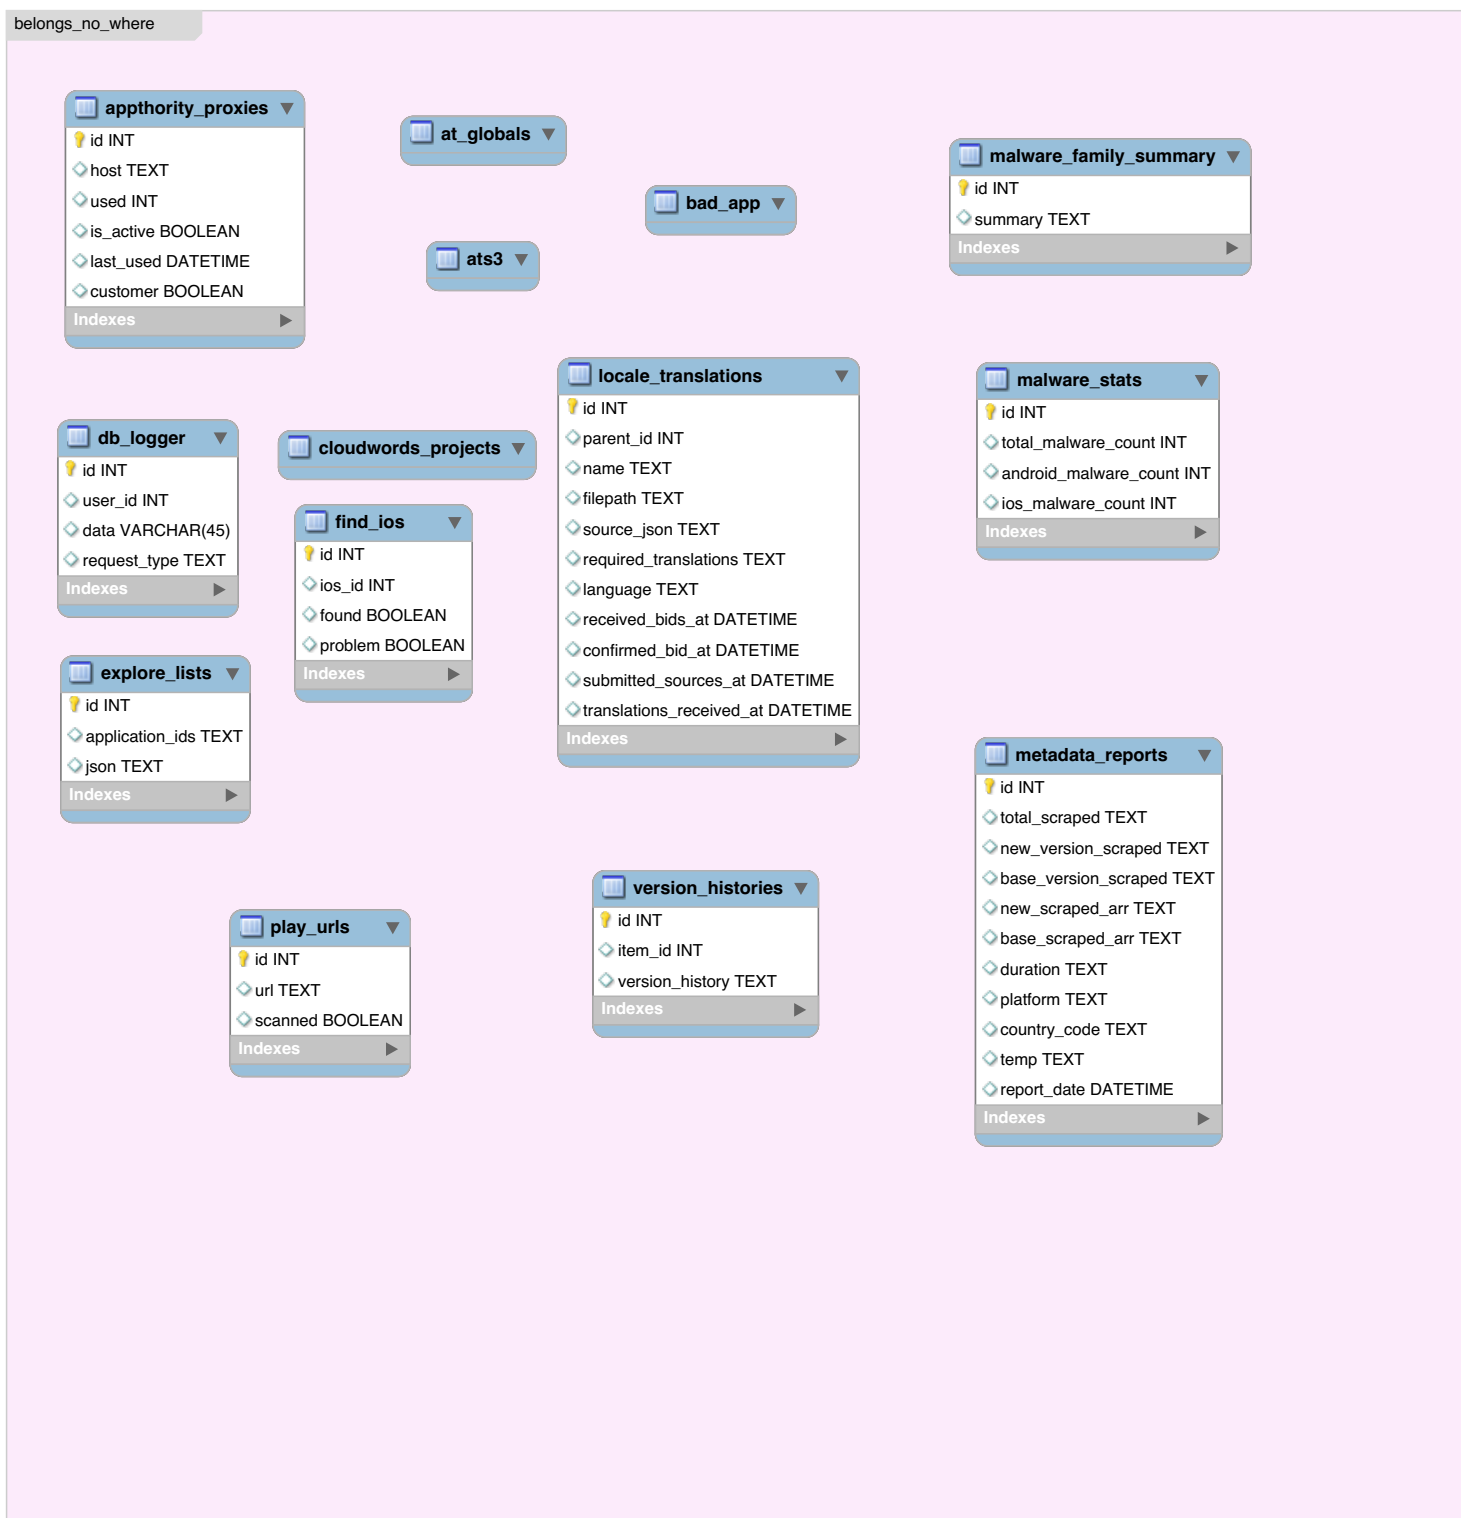 belongs_no_where
appthority_proxies
id INT
host TEXT
used INT
is_active BOOLEAN
last_used DATETIME
customer BOOLEAN
Indexes
at_globals
bad_app
ats3
malware_family_summary
id INT
summary TEXT
Indexes
locale_translations
id INT
parent_id INT
name TEXT
filepath TEXT
source_json TEXT
required_translations TEXT
language TEXT
received_bids_at DATETIME
confirmed_bid_at DATETIME
submitted_sources_at DATETIME
translations_received_at DATETIME
Indexes
malware_stats
id INT
total_malware_count INT
android_malware_count INT
ios_malware_count INT
Indexes
db_logger
id INT
user_id INT
data VARCHAR(45)
request_type TEXT
Indexes
cloudwords_projects
find_ios
id INT
ios_id INT
found BOOLEAN
problem BOOLEAN
Indexes
explore_lists
id INT
application_ids TEXT
json TEXT
Indexes
metadata_reports
id INT
total_scraped TEXT
new_version_scraped TEXT
base_version_scraped TEXT
new_scraped_arr TEXT
base_scraped_arr TEXT
duration TEXT
platform TEXT
country_code TEXT
temp TEXT
report_date DATETIME
Indexes
version_histories
id INT
item_id INT
version_history TEXT
Indexes
play_urls
id INT
url TEXT
scanned BOOLEAN
Indexes